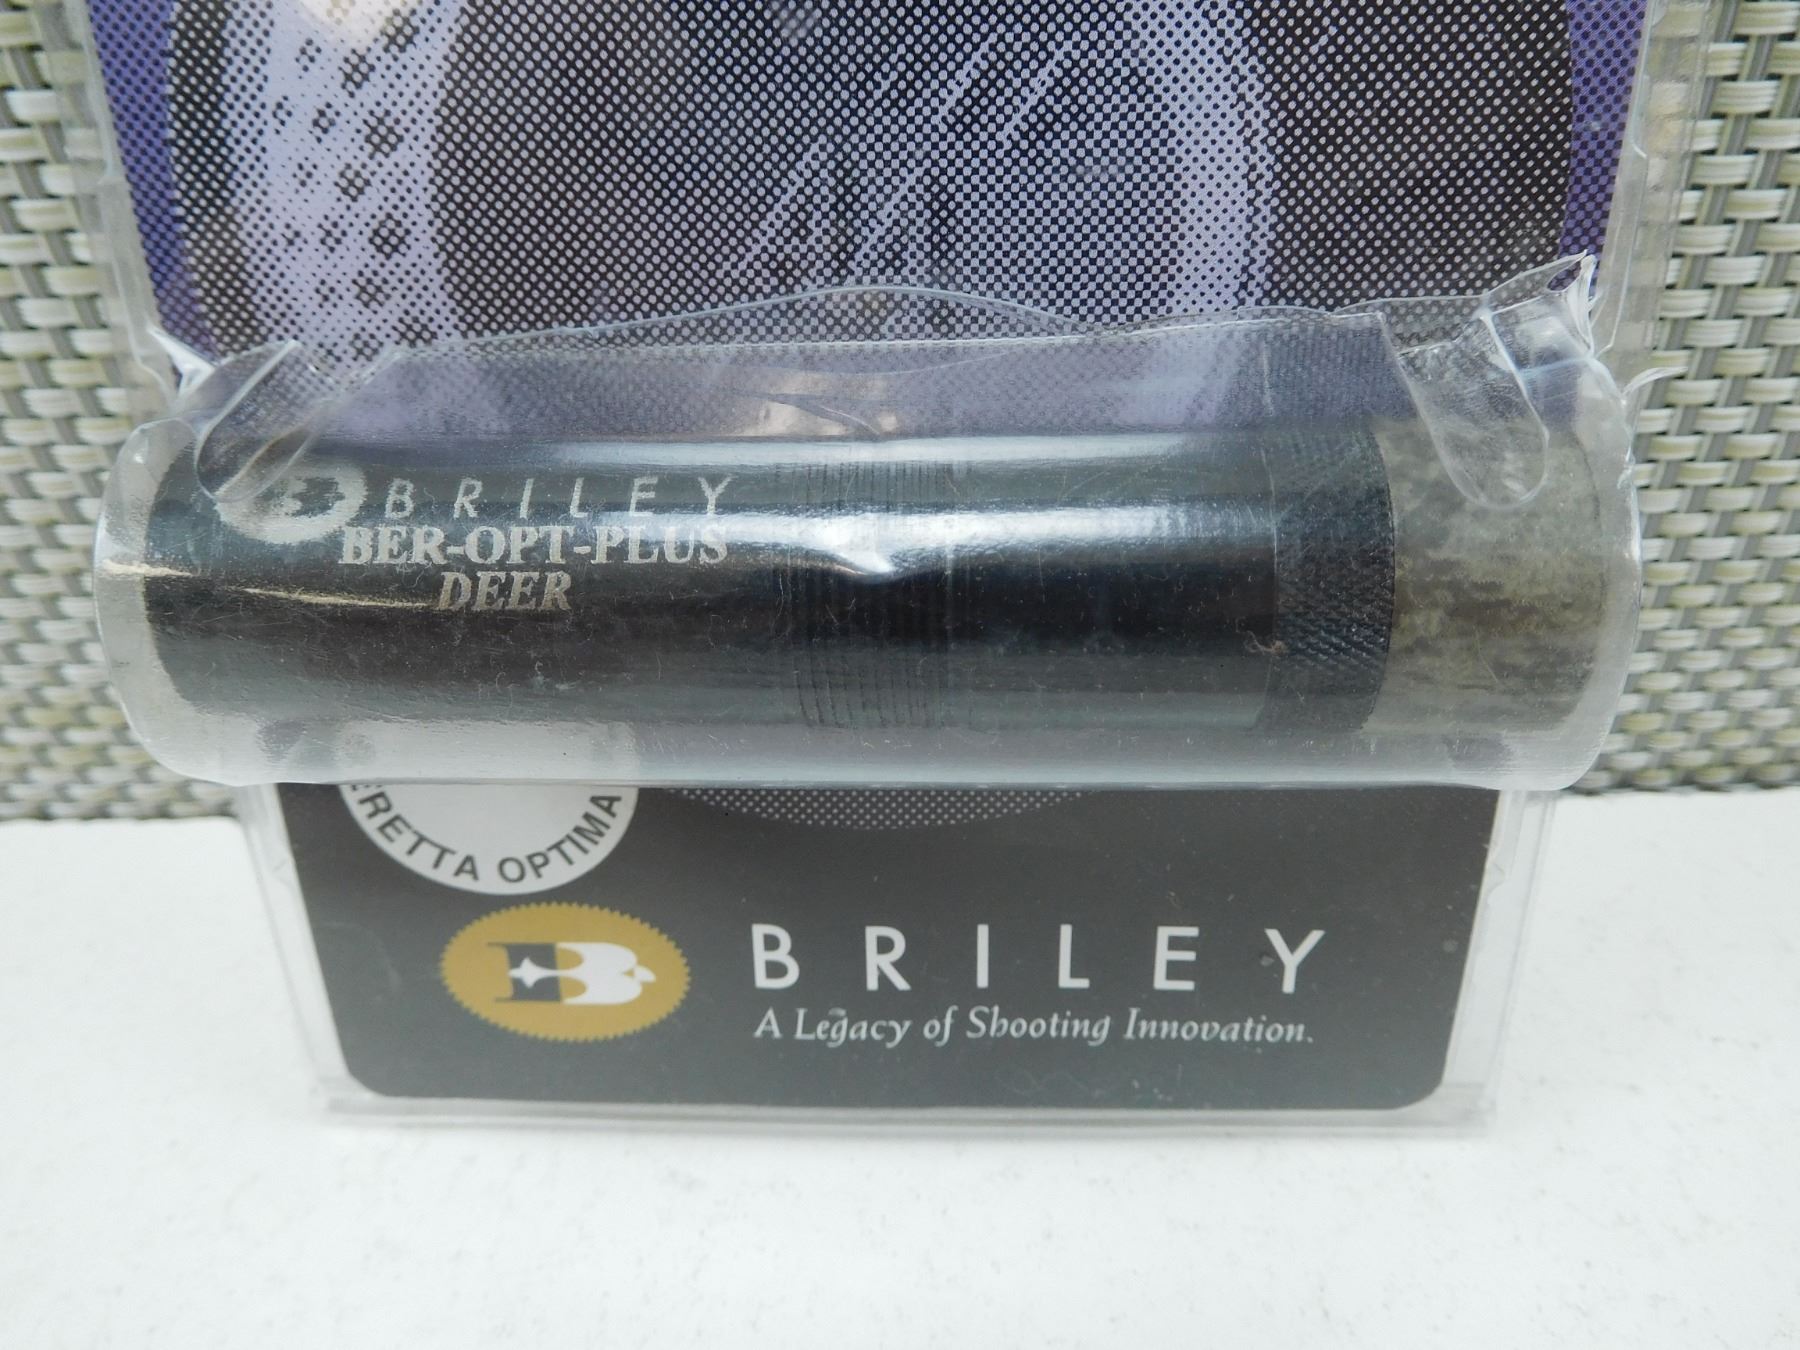 BRILEY
BER-OPT-PLUS
DEER
ERETTA OPTIMA
B
BRILEY
A Legacy of Shooting Innovation.